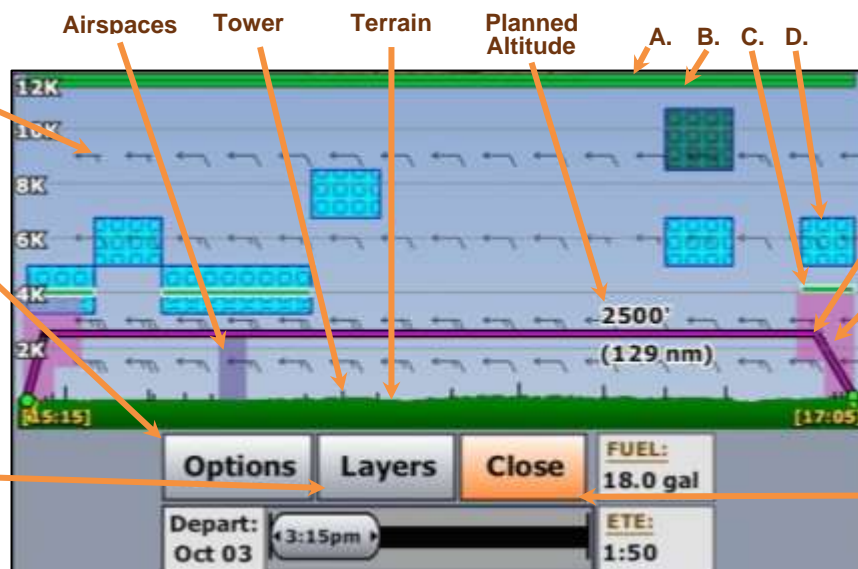 Airspaces Tower Terrain Planned
Altitude A. B. C. D.
12K
10K
8K
6K
4K
2500'
2K
(129 nm)
[15:15] [17:05]
Options Layers Close FUEL:
18.0 gal
Depart:
Oct 03 3:15pm ETE:
1:50